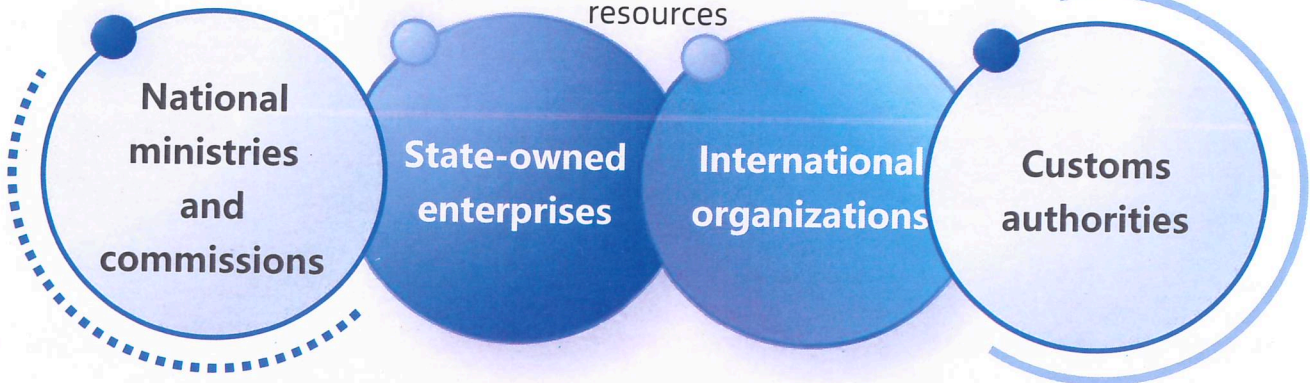 resources
National
ministries
and
commissions
State-owned
enterprises
International
organizations
Customs
authorities